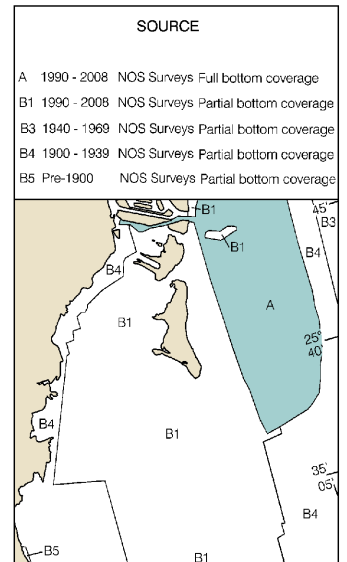 SOURCE
A 1990 - 2008 NOS Surveys Full bottom coverage
B1 1990 - 2008 NOS Surveys Partial bottom coverage
B3 1940 - 1969 NOS Surveys Partial bottom coverage
B4 1900 - 1939 NOS Surveys Partial bottom coverage
B5 Pre-1900 NOS Surveys Partial bottom coverage
B1
45'
B3
B1
B4
B4
A
B1
25°
40'
B4
B1
35'
05'
B4
B5
B1